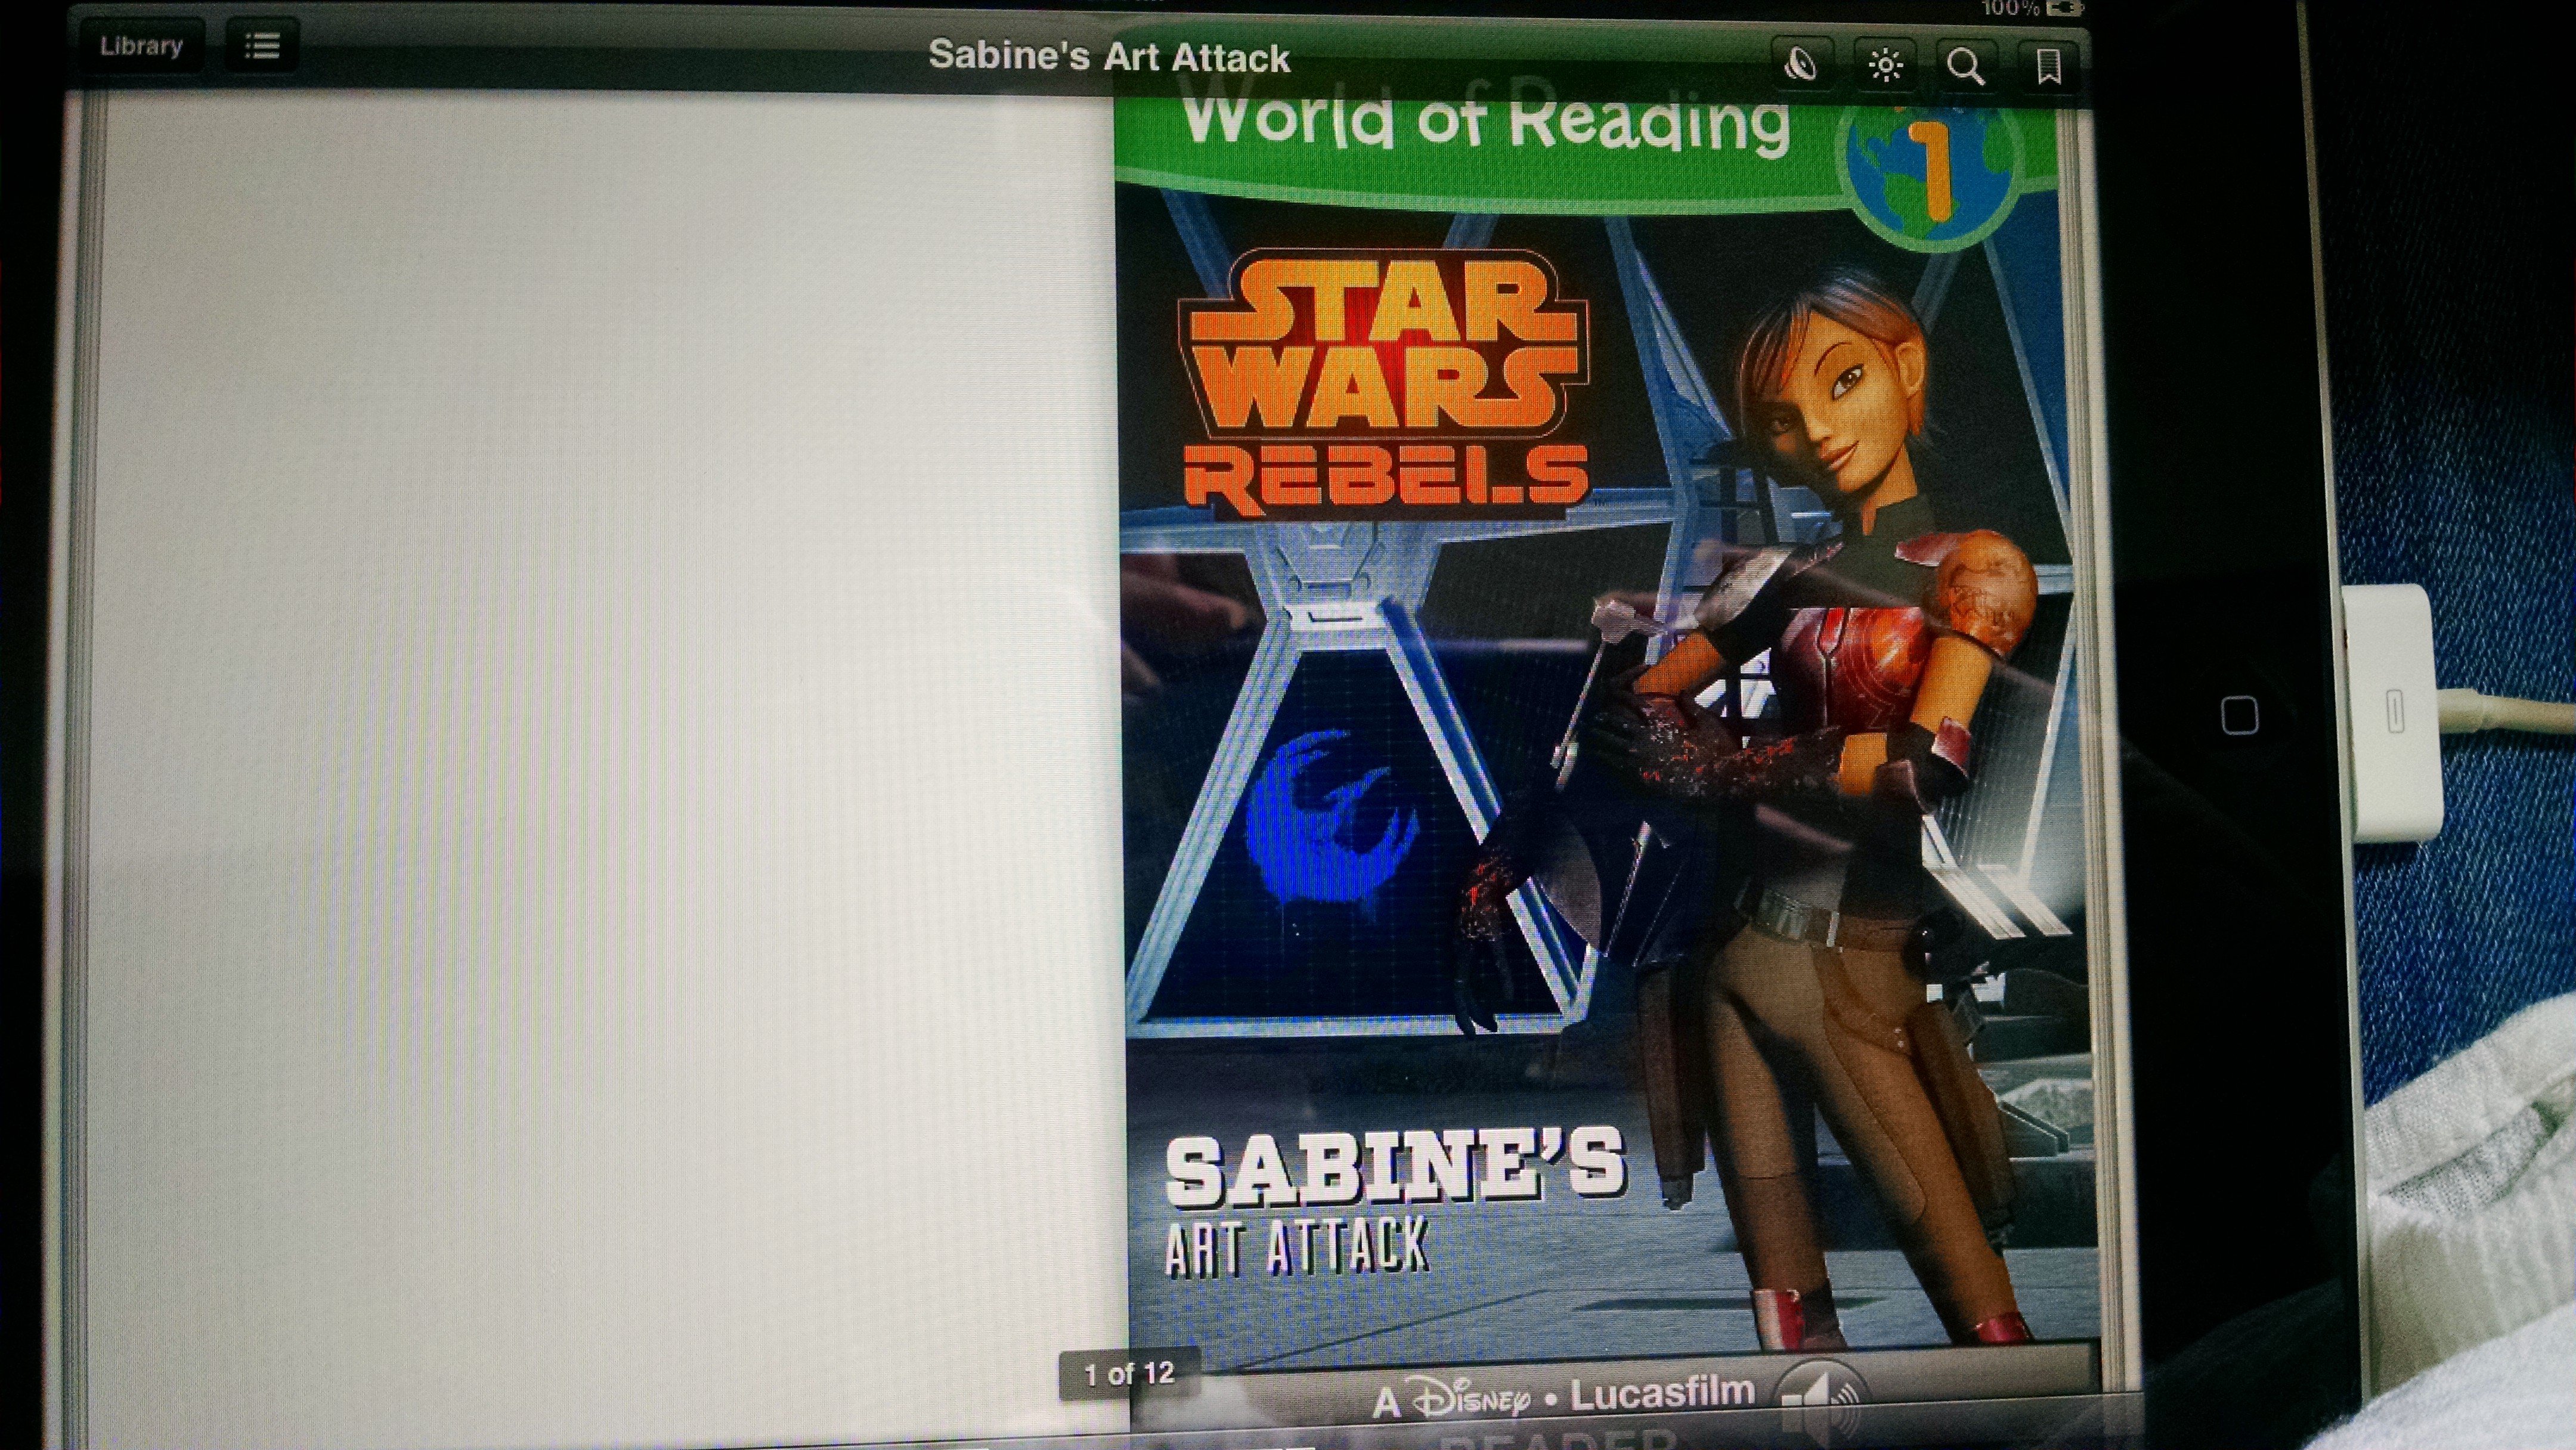 100%
Library
Sabine's Art Attack
World of Reading
1
STAR
WARS
REBELS
SABINE'S
ART ATTACK
1 of 12
A Disney • Lucasfilm
READER